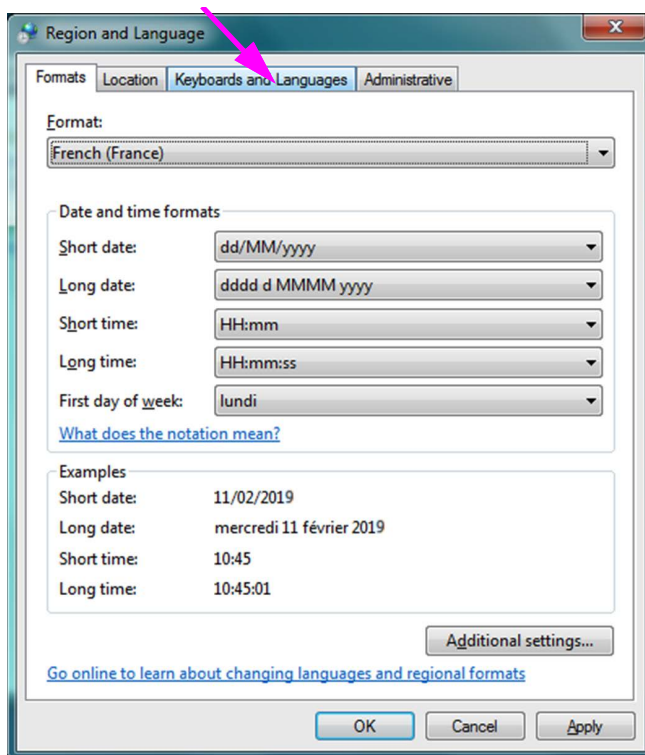 Region and Language
Formats Location Keyboards and Languages Administrative
Format:
French (France)
Date and time formats
Short date: dd/MM/yyyy
Long date: dddd d MMMM yyyy
Short time: HH:mm
Long time: HH:mm:ss
First day of week: lundi
What does the notation mean?
Examples
Short date: 11/02/2019
Long date: mercredi 11 février 2019
Short time: 10:45
Long time: 10:45:01
Additional settings...
Go online to learn about changing languages and regional formats
OK Cancel Apply